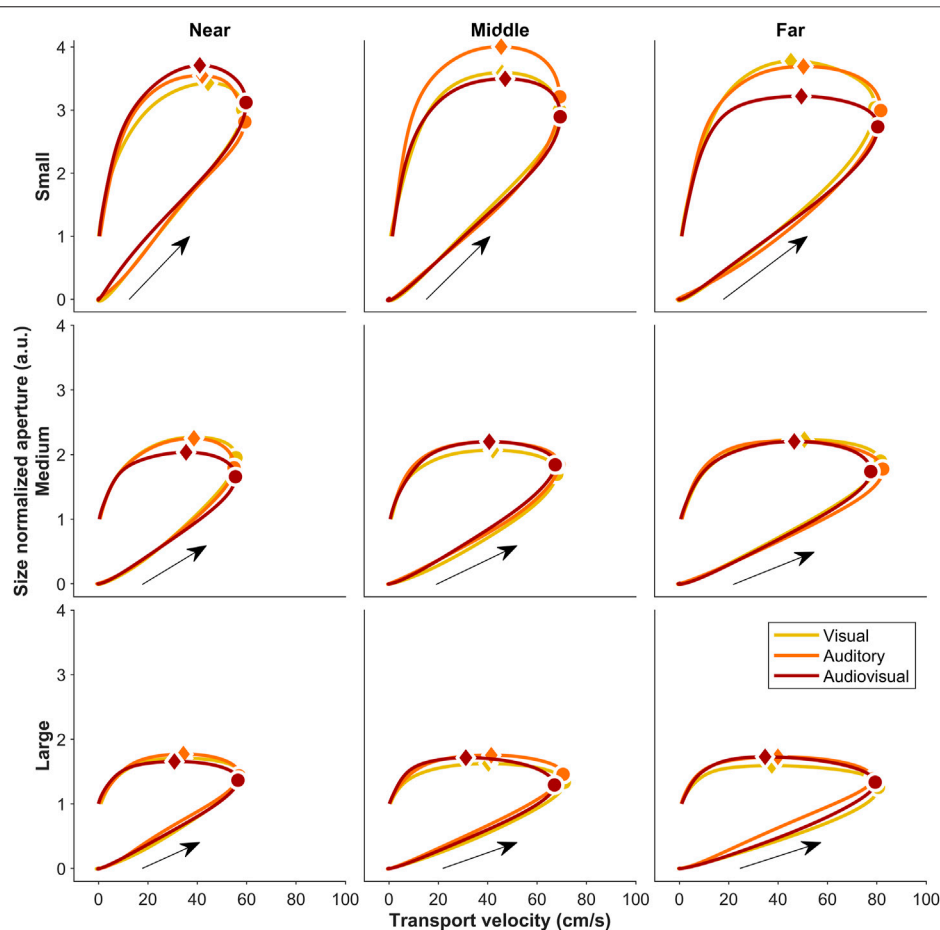 Near Middle Far
4
3
2
1
0
Small
4
3
2
1
0
Medium
Size normalized aperture (a.u.)
4
3
2
1
0
Large
Visual
Auditory
Audiovisual
0 20 40 60 80 100 0 20 40 60 80 100 0 20 40 60 80 100
Transport velocity (cm/s)